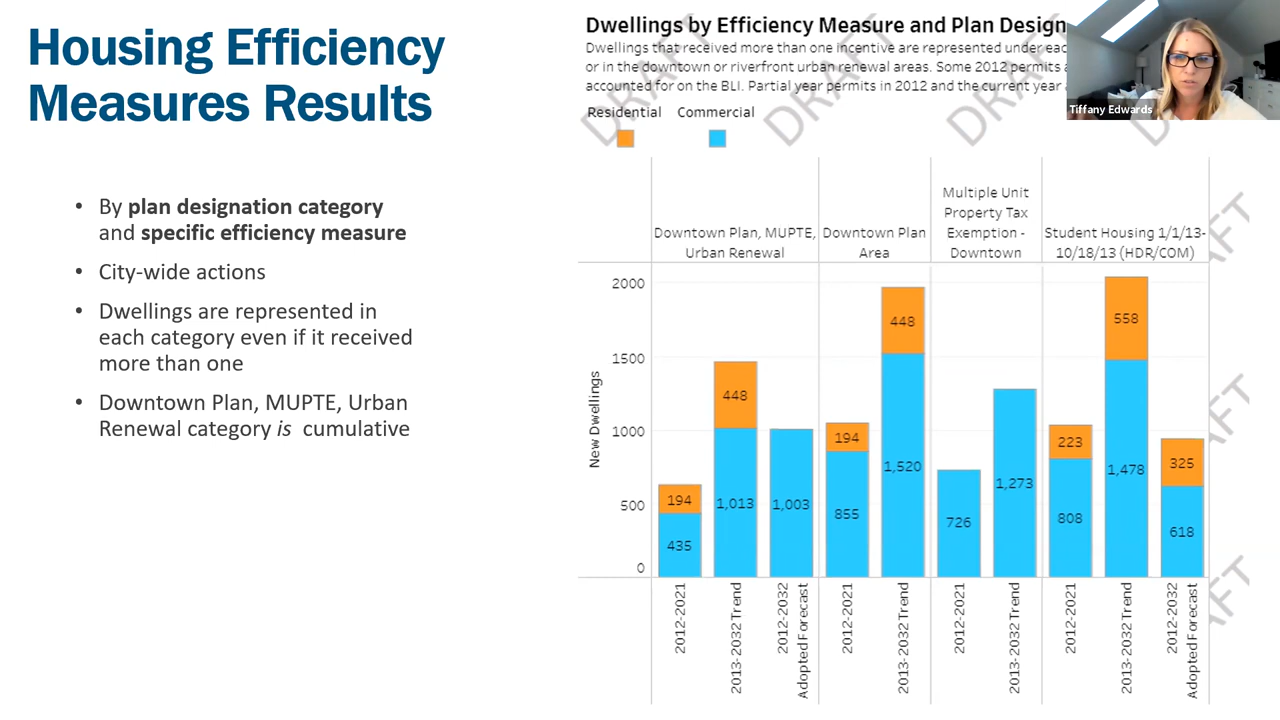 Housing Efficiency
Measures Results
• By plan designation category
and specific efficiency measure
• City-wide actions
• Dwellings are represented in
each category even if it received
more than one
• Downtown Plan, MUPTE, Urban
Renewal category is cumulative
Dwellings by Efficiency Measure and Plan Design
Dwellings that received more than one incentive are represented under eac
or in the downtown or riverfront urban renewal areas. Some 2012 permits a
accounted for on the BLI. Partial year permits in 2012 and the current year
Tiffany Edwards
Residential Commercial
Downtown Plan, MUPTE,
Urban Renewal
Downtown Plan
Area
Multiple Unit
Property Tax
Exemption -
Downtown
Student Housing 1/1/13-
10/18/13 (HDR/COM)
New Dwellings
2000
1500
1000
500
0
194
435
448
1,013
1,003
194
855
448
1,520
726
1,273
223
808
558
1,478
325
618
2012-2021
2013-2032 Trend
2012-2032
Adopted Forecast
2012-2021
2013-2032 Trend
2012-2021
2013-2032 Trend
2012-2021
2013-2032 Trend
2012-2032
Adopted Forecast
DRAFT
DRAFT
DRAFT